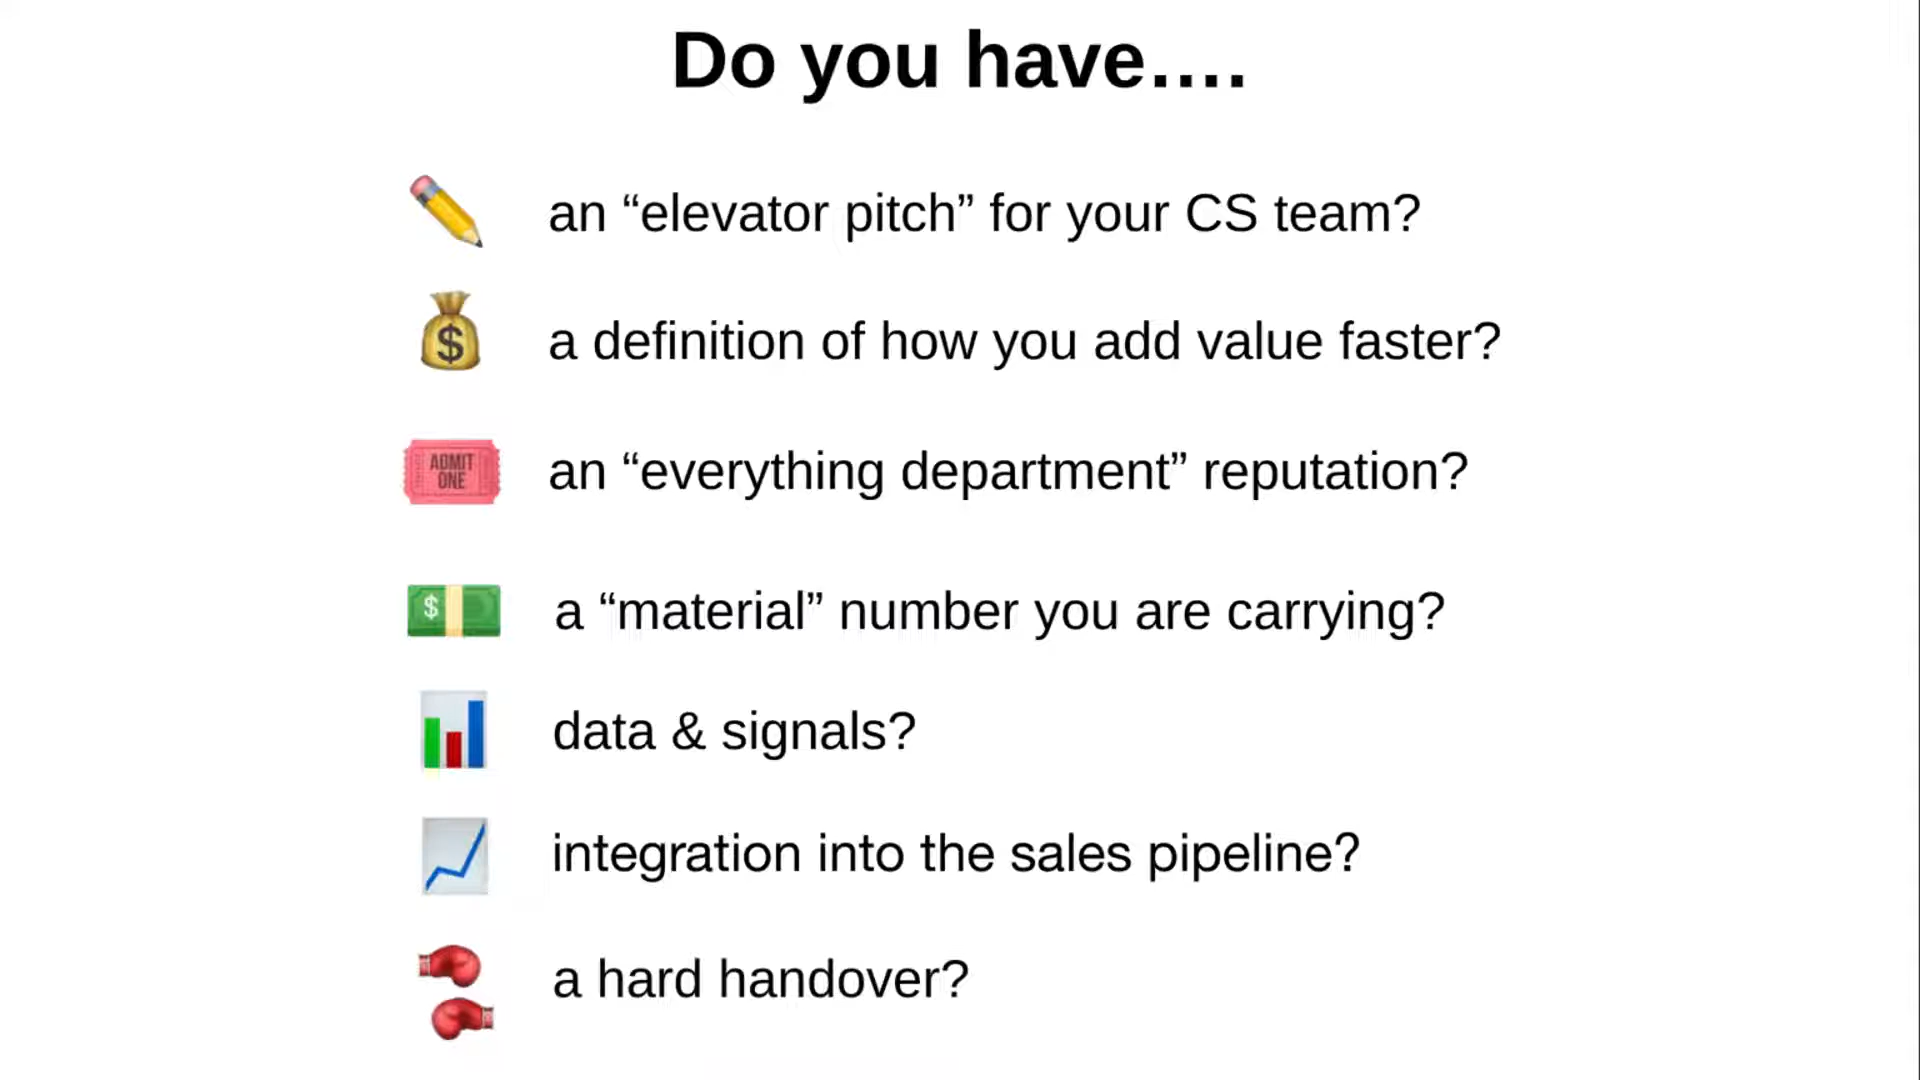 Do you have....
an “elevator pitch” for your CS team?
$
a definition of how you add value faster?
ADMIT
ONE
an “everything department” reputation?
$
a “material” number you are carrying?
data & signals?
integration into the sales pipeline?
a hard handover?